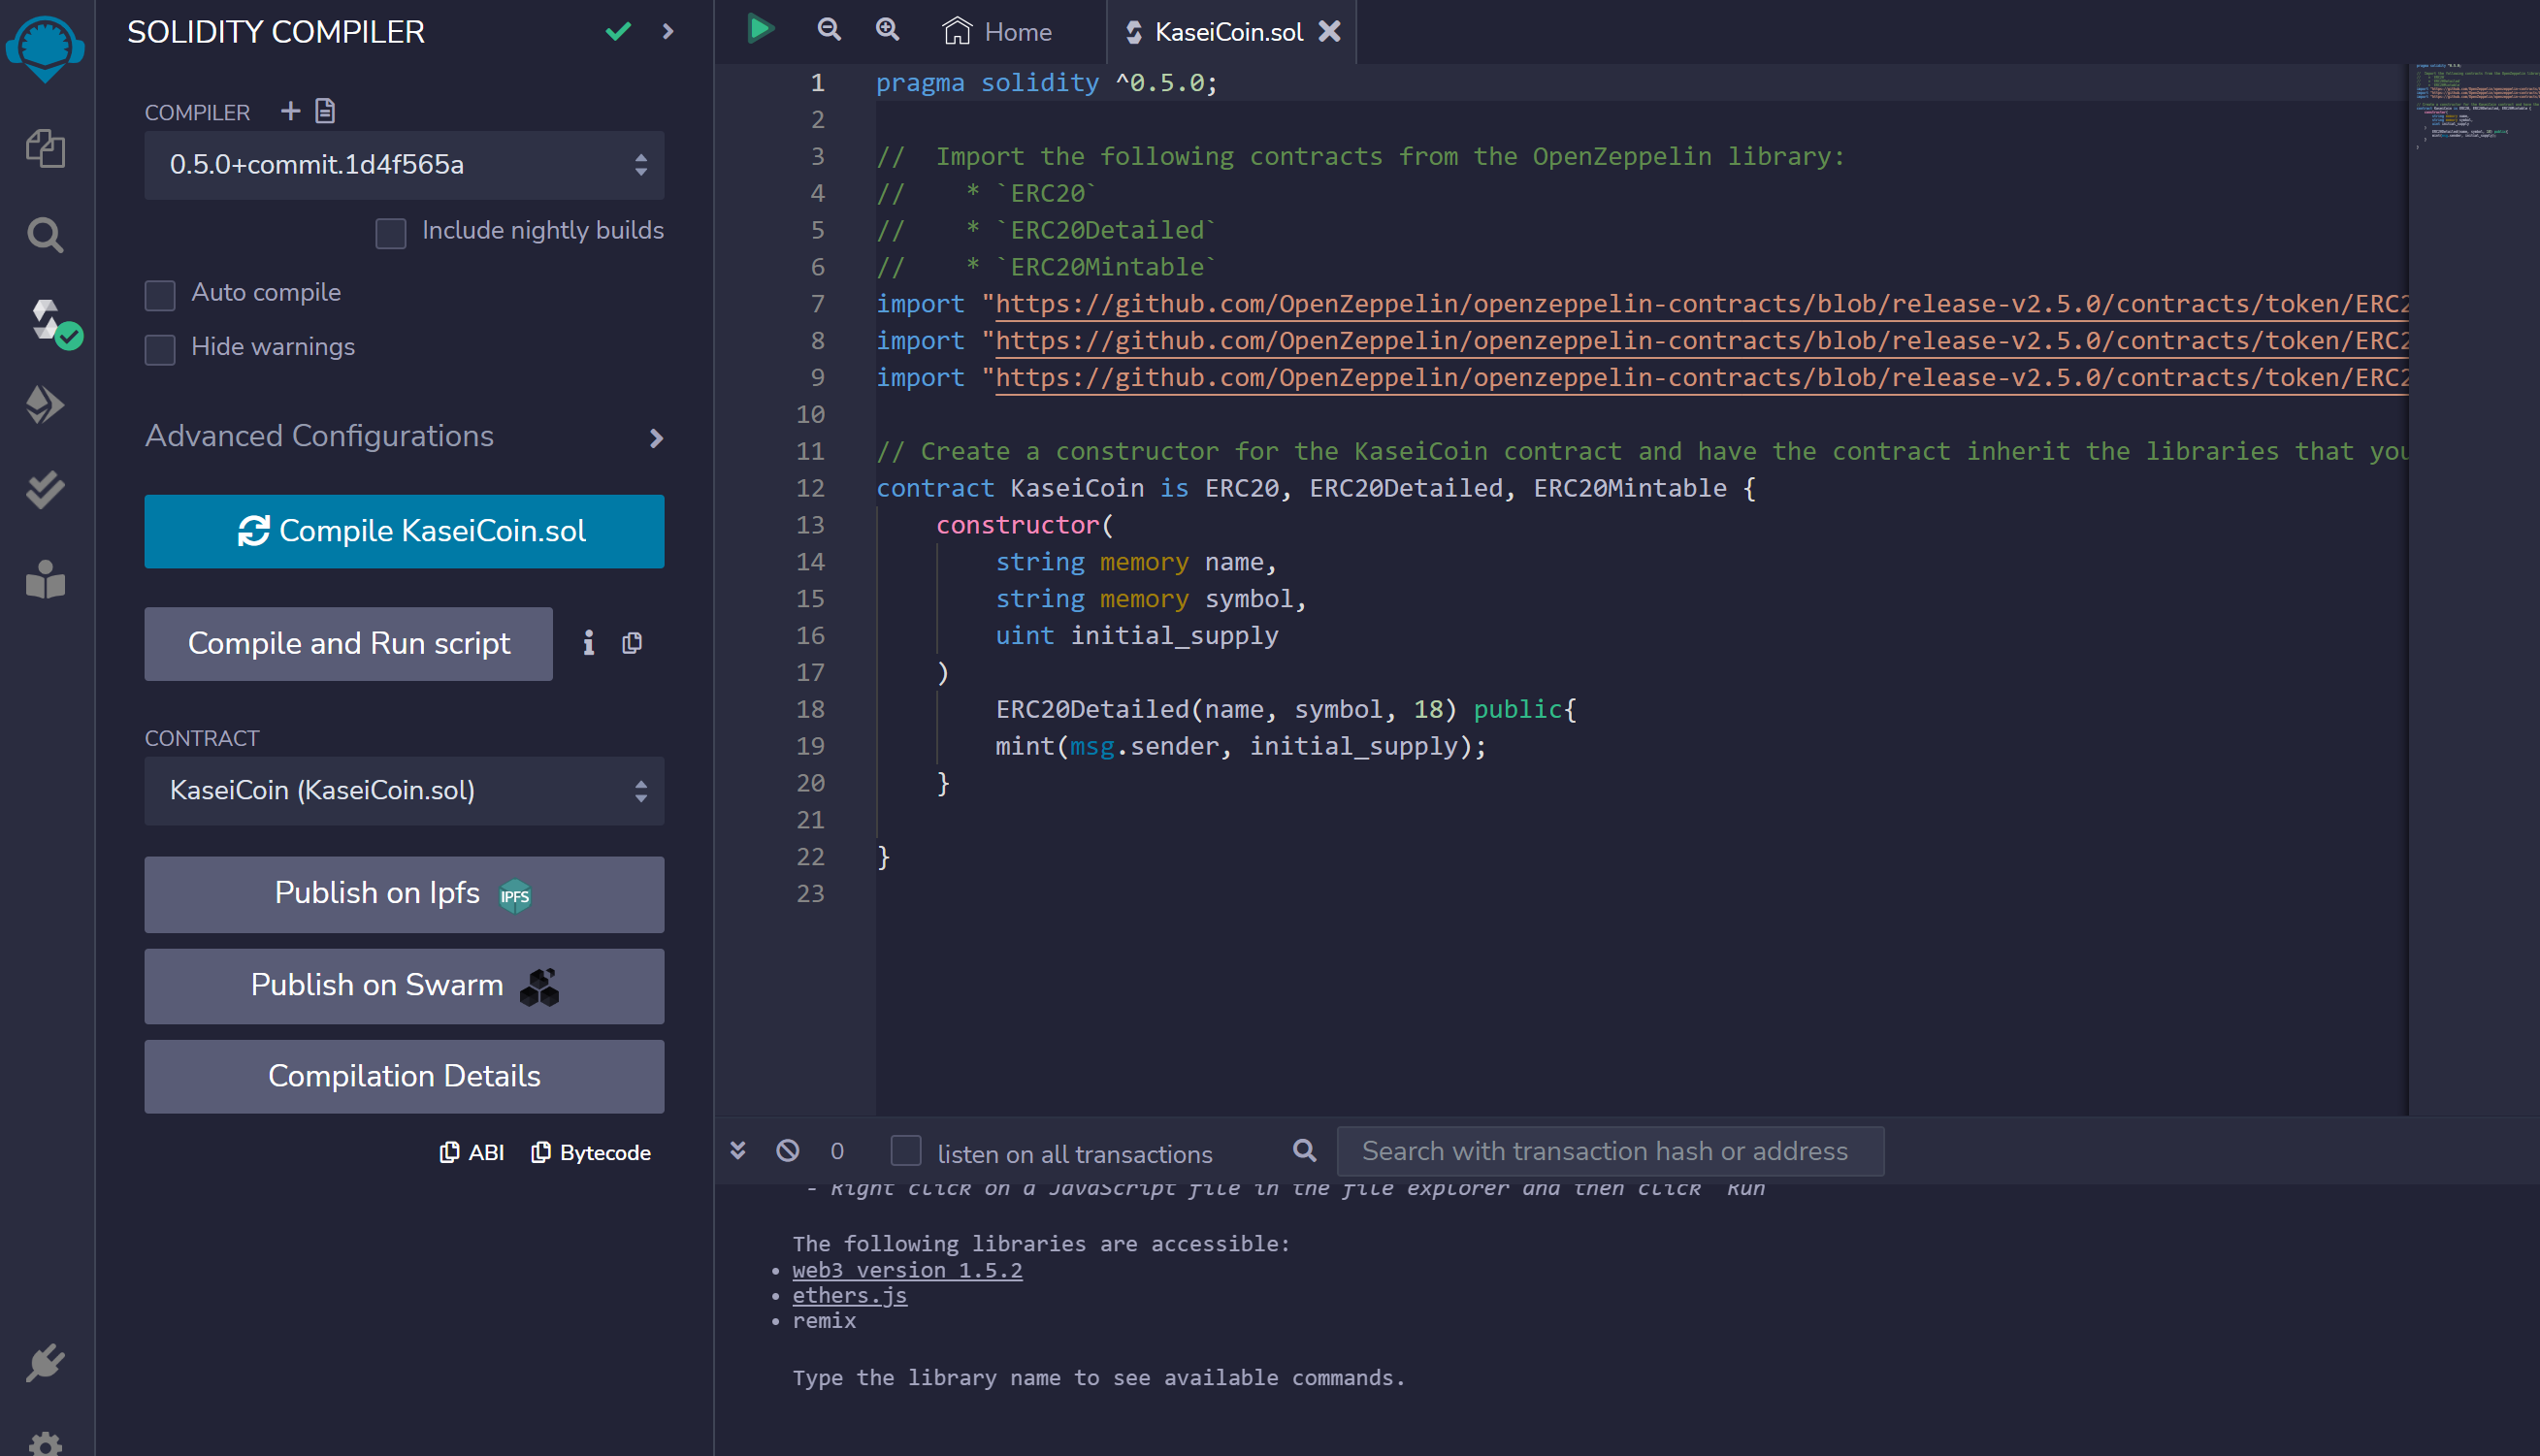 SOLIDITY COMPILER
COMPILER
0.5.0+commit.1d4f565a
Include nightly builds
Auto compile
Hide warnings
Advanced Configurations
Compile KaseiCoin.sol
Compile and Run script
CONTRACT
KaseiCoin (KaseiCoin.sol)
Publish on Ipfs IPFS
Publish on Swarm
Compilation Details
ABI Bytecode
Home KaseiCoin.sol
1 pragma solidity ^0.5.0;
2
3 //  Import the following contracts from the OpenZeppelin library:
4 //    * `ERC20`
5 //    * `ERC20Detailed`
6 //    * `ERC20Mintable`
7 import "https://github.com/OpenZeppelin/openzeppelin-contracts/blob/release-v2.5.0/contracts/token/ERC2
8 import "https://github.com/OpenZeppelin/openzeppelin-contracts/blob/release-v2.5.0/contracts/token/ERC2
9 import "https://github.com/OpenZeppelin/openzeppelin-contracts/blob/release-v2.5.0/contracts/token/ERC2
10
11 // Create a constructor for the KaseiCoin contract and have the contract inherit the libraries that you
12 contract KaseiCoin is ERC20, ERC20Detailed, ERC20Mintable {
13     constructor(
14         string memory name,
15         string memory symbol,
16         uint initial_supply
17     )
18         ERC20Detailed(name, symbol, 18) public{
19         mint(msg.sender, initial_supply);
20     }
21
22 }
23
0 listen on all transactions Search with transaction hash or address
- Right click on a JavaScript file in the file explorer and then click `Run`
The following libraries are accessible:
• web3 version 1.5.2
• ethers.js
• remix
Type the library name to see available commands.